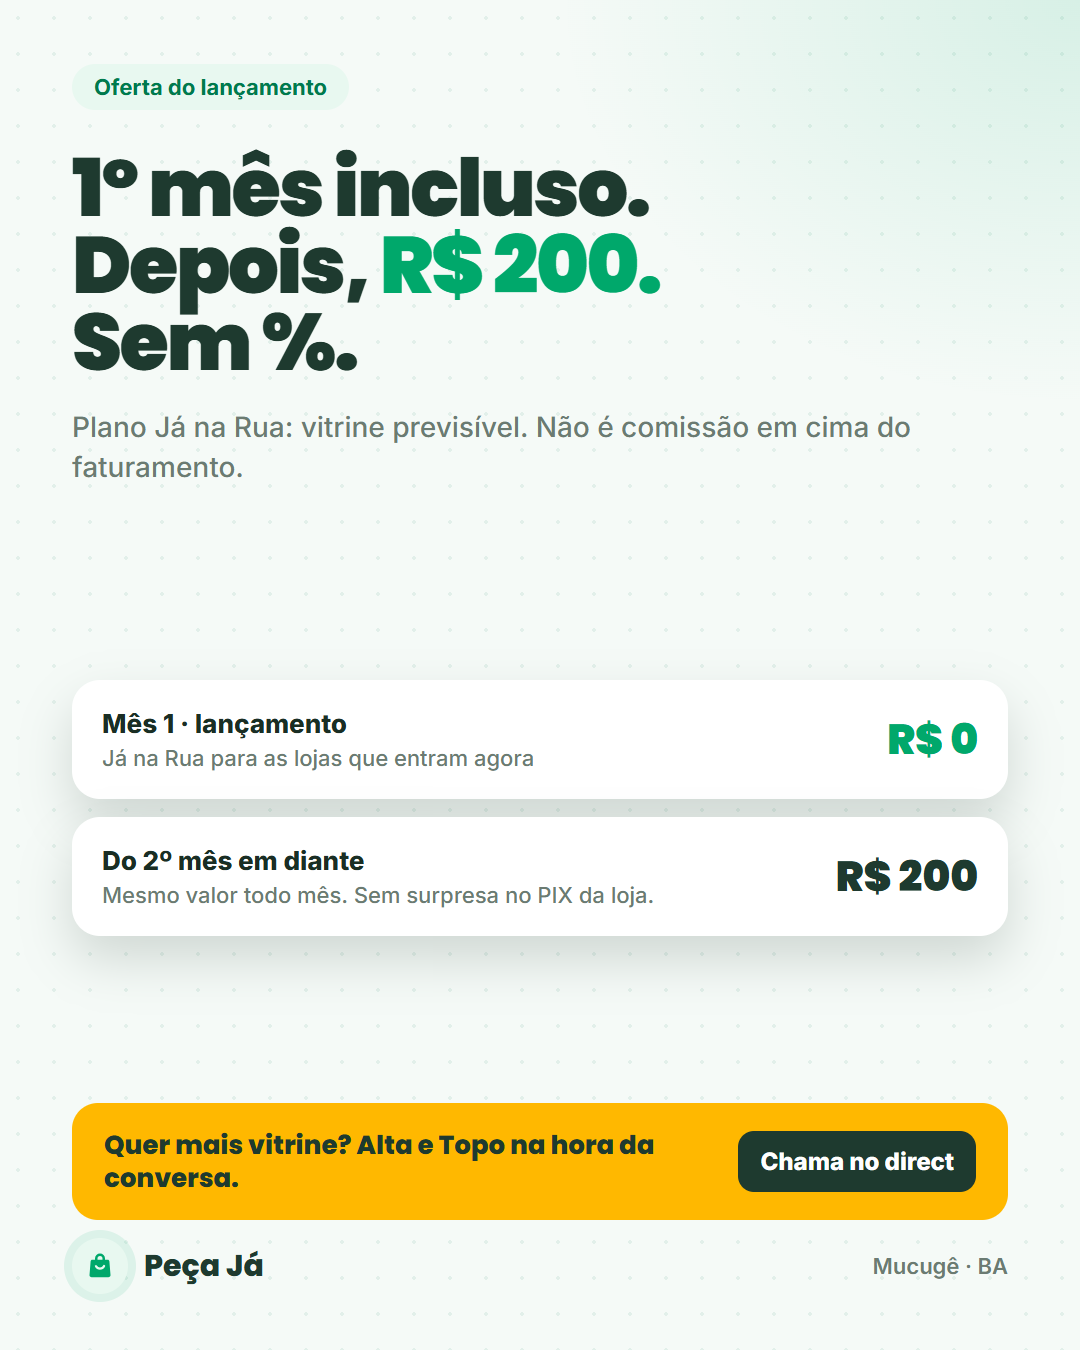 Oferta do lançamento
1º mês incluso.
Depois, R$ 200.
Sem %.
Plano Já na Rua: vitrine previsível. Não é comissão em cima do
faturamento.
Mês 1 · lançamento
Já na Rua para as lojas que entram agora
R$ 0
Do 2º mês em diante
Mesmo valor todo mês. Sem surpresa no PIX da loja.
R$ 200
Quer mais vitrine? Alta e Topo na hora da
conversa.
Chama no direct
Peça Já
Mucugê · BA